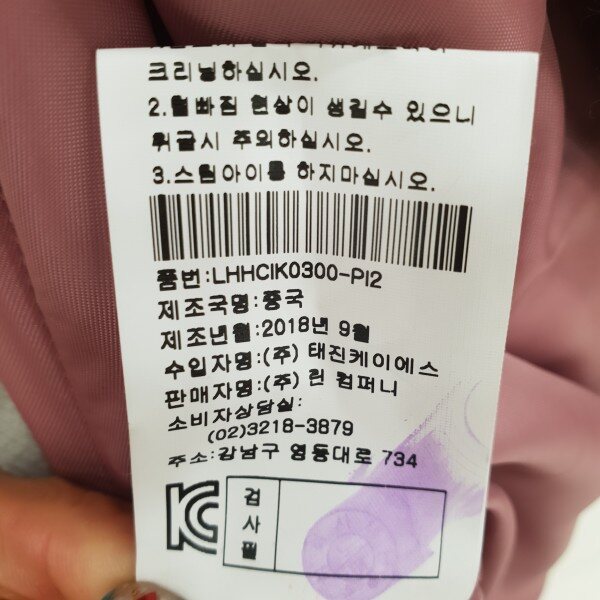 크리닝하십시오.
2.털빠짐 현상이 생길수 있으니
취급시 주의하십시오.
3.스팀아이롱 하지마십시오.
품번:LHHCIK0300-PI2
제조국명:중국
제조년월:2018년 9월
수입자명:(주) 태진케이에스
판매자명:(주) 린 컴퍼니
소비자상담실:
(02)3218-3879
주소:강남구 영동대로 734
검
사
필